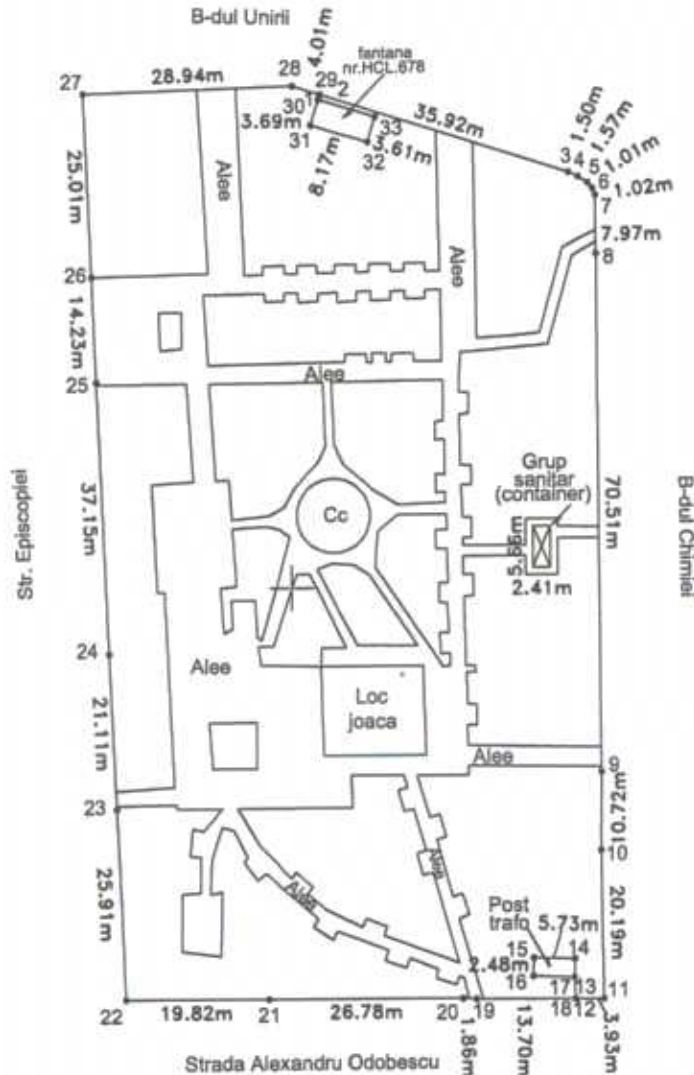 B-dul Unirii
27
28.94m
28
4.01m
29
2
fantana
nr.HCL.678
1
30
3.69m
31
8.17m
32
3.61m
33
35.92m
1.50m
1.57m
1.01m
1.02m
3
4
5
6
7
7.97m
8
25.01m
Alee
Alee
26
14.23m
25
Alee
Str. Episcopiei
37.15m
Cc
Grup
sanitar
(container)
5.66m
2.41m
70.51m
B-dul Chimiei
24
Alee
21.11m
Loc
joaca
Alee
9
10.27m
23
10
25.91m
Alee
Alee
Post
trafo
5.73m
15
14
2.48m
16
17
13
20.19m
22
19.82m
21
26.78m
20
19
18
12
11
1.86m
13.70m
3.93m
Strada Alexandru Odobescu